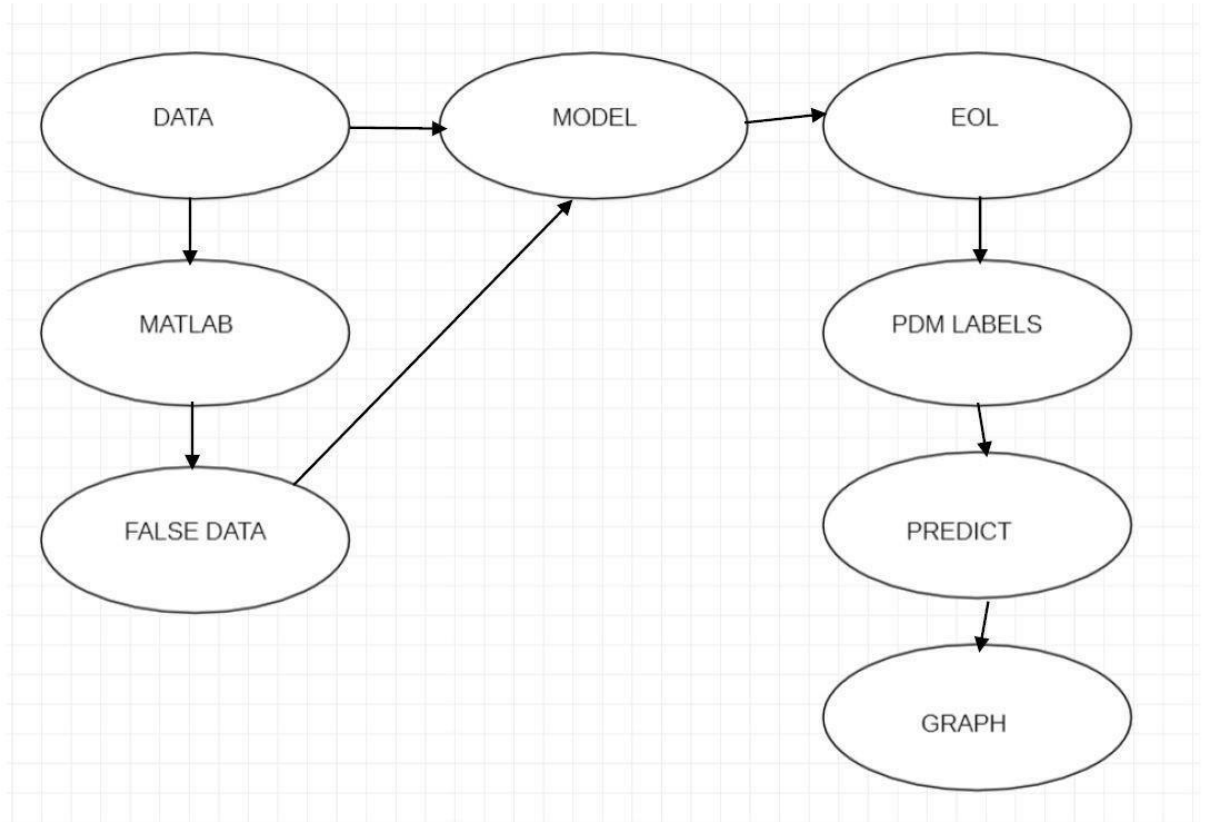 DATA
MODEL
EOL
MATLAB
PDM LABELS
FALSE DATA
PREDICT
GRAPH